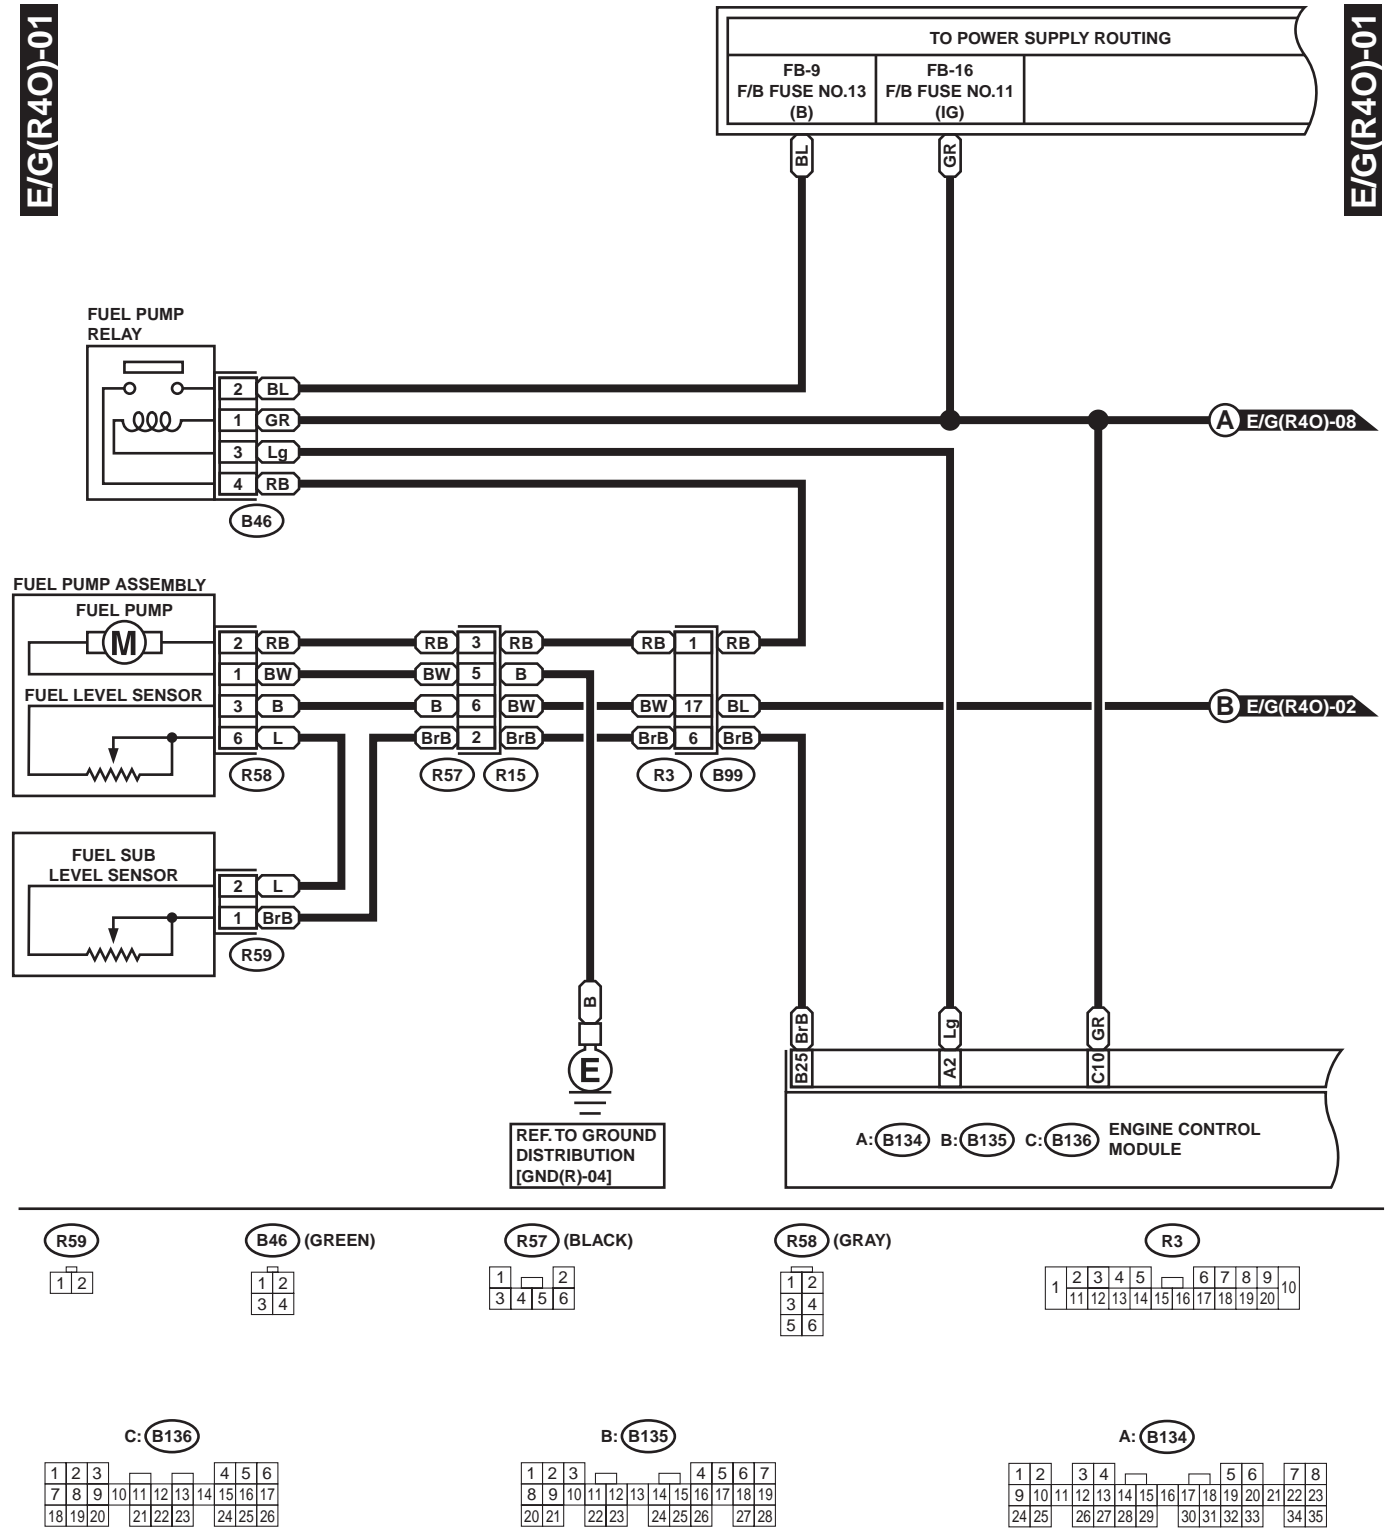 E/G(R4O)-01
E/G(R4O)-01
TO POWER SUPPLY ROUTING
FB-9
F/B FUSE NO.13
(B)
FB-16
F/B FUSE NO.11
(IG)
BL
GR
FUEL PUMP
RELAY
2 BL
1 GR
3 Lg
4 RB
B46
A E/G(R4O)-08
FUEL PUMP ASSEMBLY
FUEL PUMP
M
2 RB RB 3 RB RB 1 RB
1 BW BW 5 B
FUEL LEVEL SENSOR
3 B B 6 BW BW 17 BL
B E/G(R4O)-02
6 L BrB 2 BrB BrB 6 BrB
R58 R57 R15 R3 B99
FUEL SUB
LEVEL SENSOR
2 L
1 BrB
R59
B
E
REF. TO GROUND
DISTRIBUTION
[GND(R)-04]
BrB Lg GR
B25 A2 C10
A: B134 B: B135 C: B136 ENGINE CONTROL
MODULE
R59
1 2
B46 (GREEN)
1 2
3 4
R57 (BLACK)
1 2
3 4 5 6
R58 (GRAY)
1 2
3 4
5 6
R3
1 2 3 4 5 6 7 8 9 10
11 12 13 14 15 16 17 18 19 20
C: B136
1 2 3 4 5 6
7 8 9 10 11 12 13 14 15 16 17
18 19 20 21 22 23 24 25 26
B: B135
1 2 3 4 5 6 7
8 9 10 11 12 13 14 15 16 17 18 19
20 21 22 23 24 25 26 27 28
A: B134
1 2 3 4 5 6 7 8
9 10 11 12 13 14 15 16 17 18 19 20 21 22 23
24 25 26 27 28 29 30 31 32 33 34 35